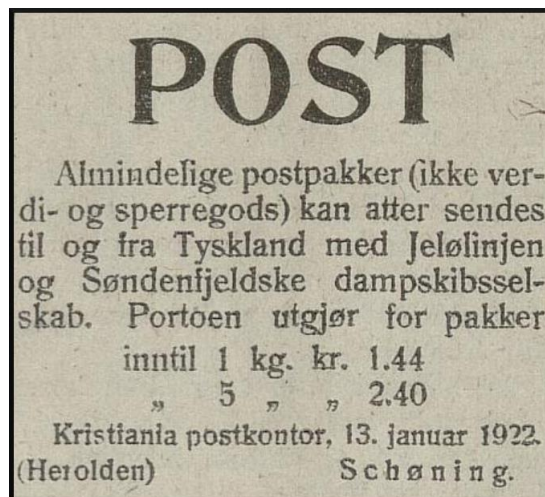 POST
Almindelige postpakker (ikke ver-
di- og sperregods) kan atter sendes
til og fra Tyskland med Jelølinjen
og Søndenfjeldske dampskibssel-
skab. Portoen utgjør for pakker
inntil 1 kg. kr. 1.44
„ 5 „ „ 2.40
Kristiania postkontor, 13. januar 1922.
(Herolden) Schøning.